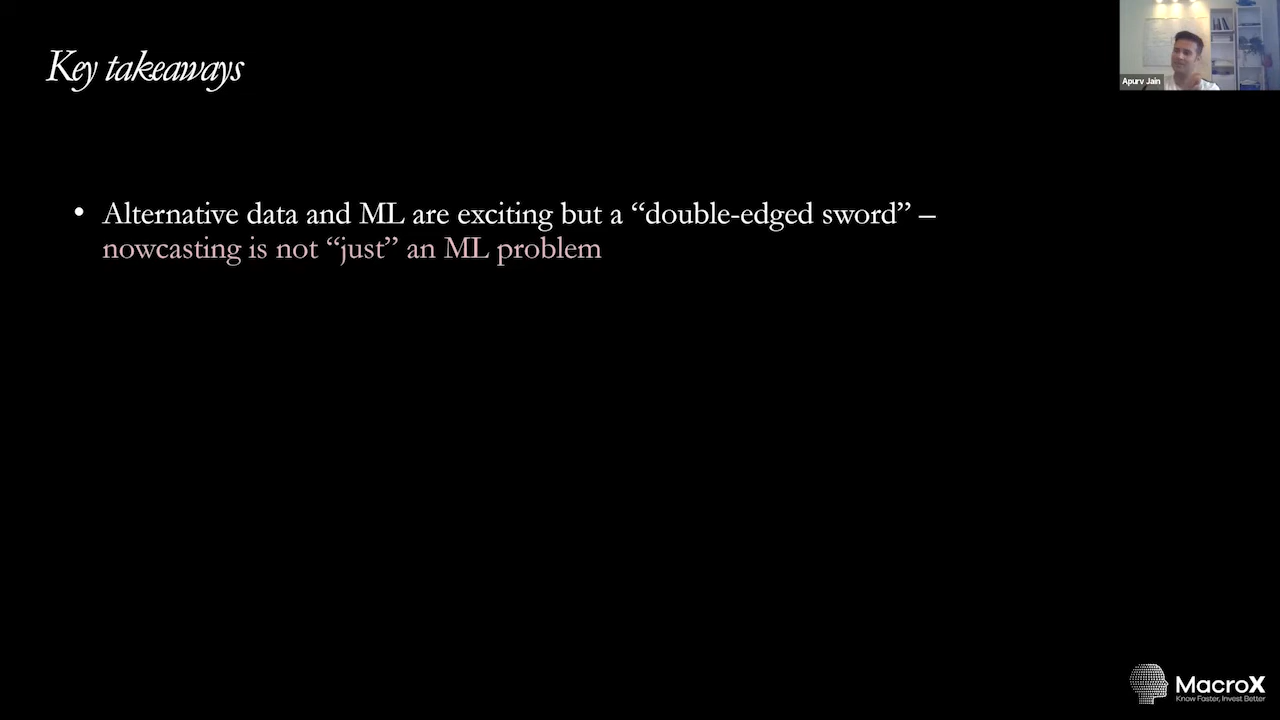 Key takeaways
Apurv Jain
• Alternative data and ML are exciting but a “double-edged sword” –
nowcasting is not “just” an ML problem
MacroX
Know Faster, Invest Better